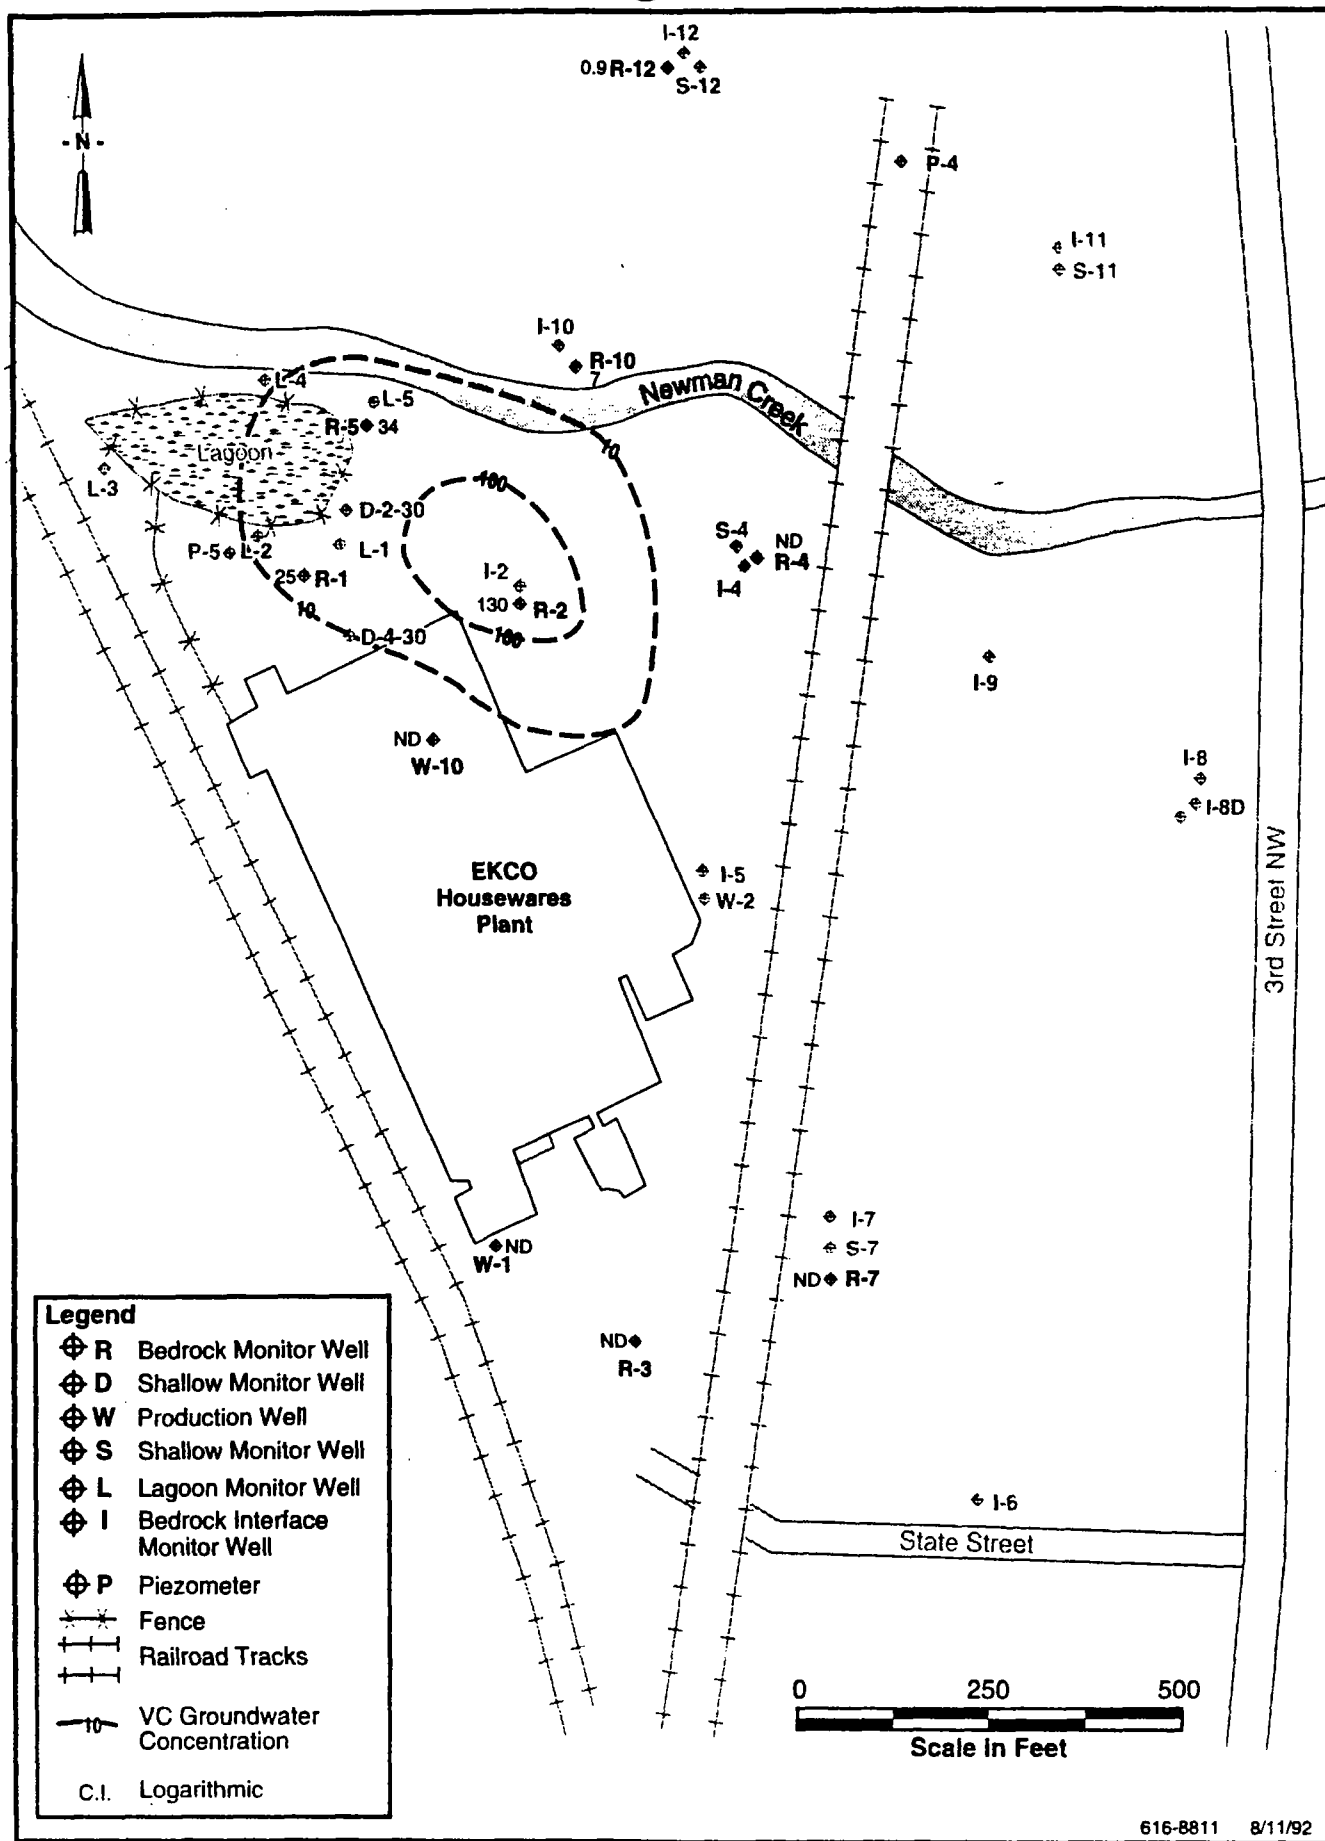 I-12
0.9 R-12
S-12
- N -
P-4
I-11
S-11
I-10
R-10
7
Newman Creek
L-4
L-5
R-5 34
10
Lagoon
L-3
100
D-2-30
S-4
ND
R-4
I-4
P-5
L-2
L-1
25 R-1
I-2
130 R-2
10
D-4-30
100
I-9
ND
W-10
I-8
I-8D
EKCO
Housewares
Plant
I-5
W-2
3rd Street NW
I-7
S-7
ND R-7
ND
W-1
ND
R-3
I-6
State Street
Legend
R Bedrock Monitor Well
D Shallow Monitor Well
W Production Well
S Shallow Monitor Well
L Lagoon Monitor Well
I Bedrock Interface
Monitor Well
P Piezometer
Fence
Railroad Tracks
10 VC Groundwater
Concentration
C.I. Logarithmic
0 250 500
Scale in Feet
616-8811 8/11/92